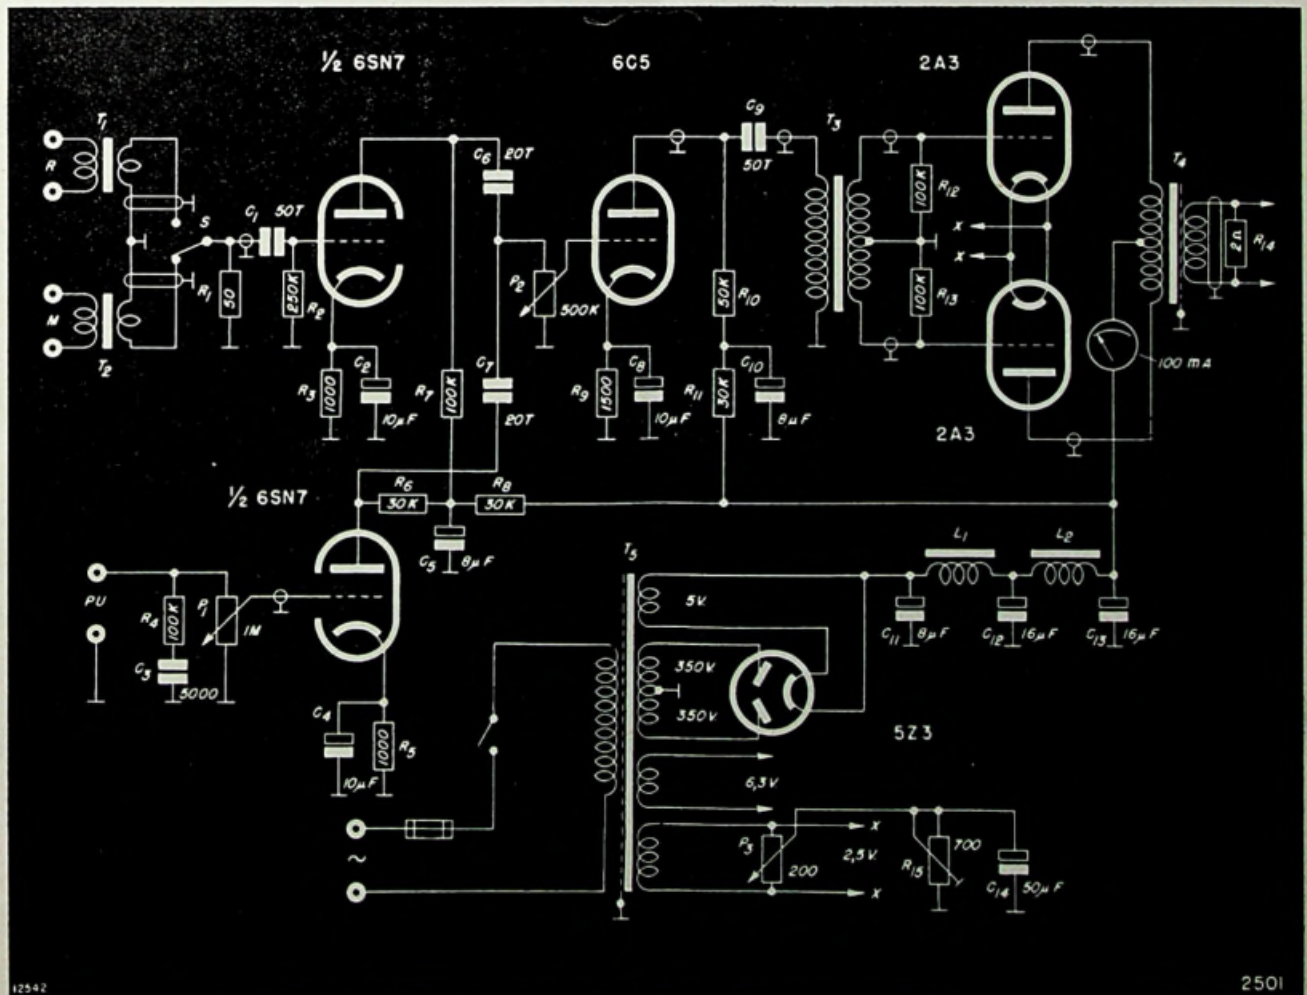 ½ 6SN7
6C5
2A3
T1
R
C9
50T
T3
C6
20T
T4
R12
100K
S
C1
50T
X
X
R14
2Ω
R1
50
R2
250K
P2
500K
R10
50K
R13
100K
M
T2
100 mA
R3
1000
C2
10µF
R7
100K
C7
20T
R9
1500
C8
10µF
R11
30K
C10
8µF
2A3
½ 6SN7
R6
30K
R8
30K
C5
8µF
T5
L1
L2
PU
R4
100K
P1
1M
C3
5000
5V.
C11
8µF
C12
16µF
C13
16µF
350V.
350V.
5Z3
C4
10µF
R5
1000
6,3V.
~
P3
200
X
2,5V.
X
R15
700
C14
50µF
12542
2501